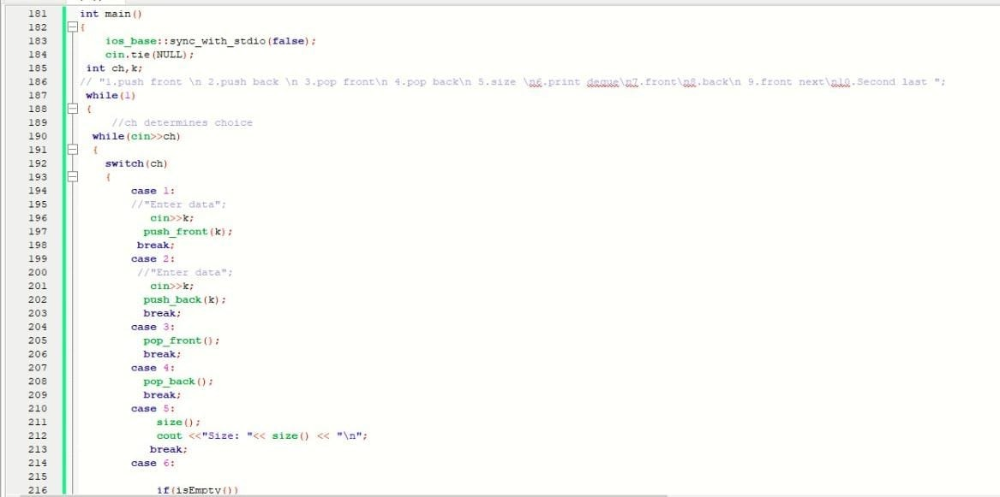 181 int main()
182 {
183 ios_base::sync_with_stdio(false);
184 cin.tie(NULL);
185 int ch,k;
186 // "1.push front \n 2.push back \n 3.pop front\n 4.pop back\n 5.size \n6.print deque\n7.front\n8.back\n 9.front next\n10.Second last ";
187 while(1)
188 {
189 //ch determines choice
190 while(cin>>ch)
191 {
192 switch(ch)
193 {
194 case 1:
195 //"Enter data";
196 cin>>k;
197 push_front(k);
198 break;
199 case 2:
200 //"Enter data";
201 cin>>k;
202 push_back(k);
203 break;
204 case 3:
205 pop_front();
206 break;
207 case 4:
208 pop_back();
209 break;
210 case 5:
211 size();
212 cout <<"Size: "<< size() << "\n";
213 break;
214 case 6:
215
216 if(isEmpty())